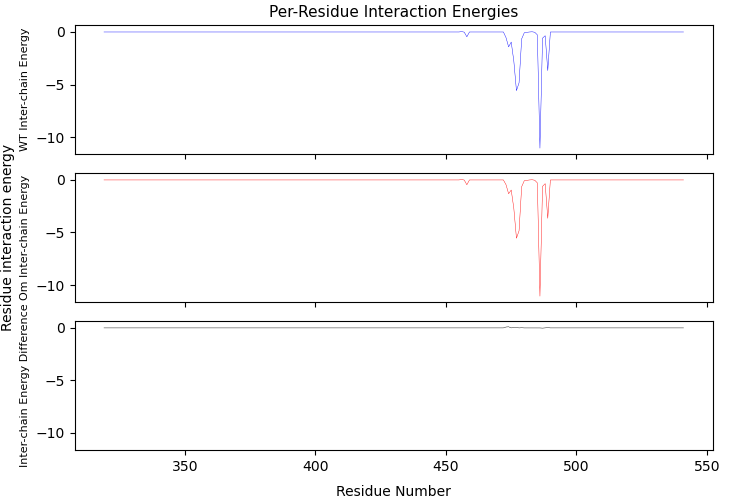 Per-Residue Interaction Energies
Residue interaction energy
WT Inter-chain Energy
0
−5
−10
Om Inter-chain Energy
0
−5
−10
Inter-chain Energy Difference
0
−5
−10
350
400
450
500
550
Residue Number